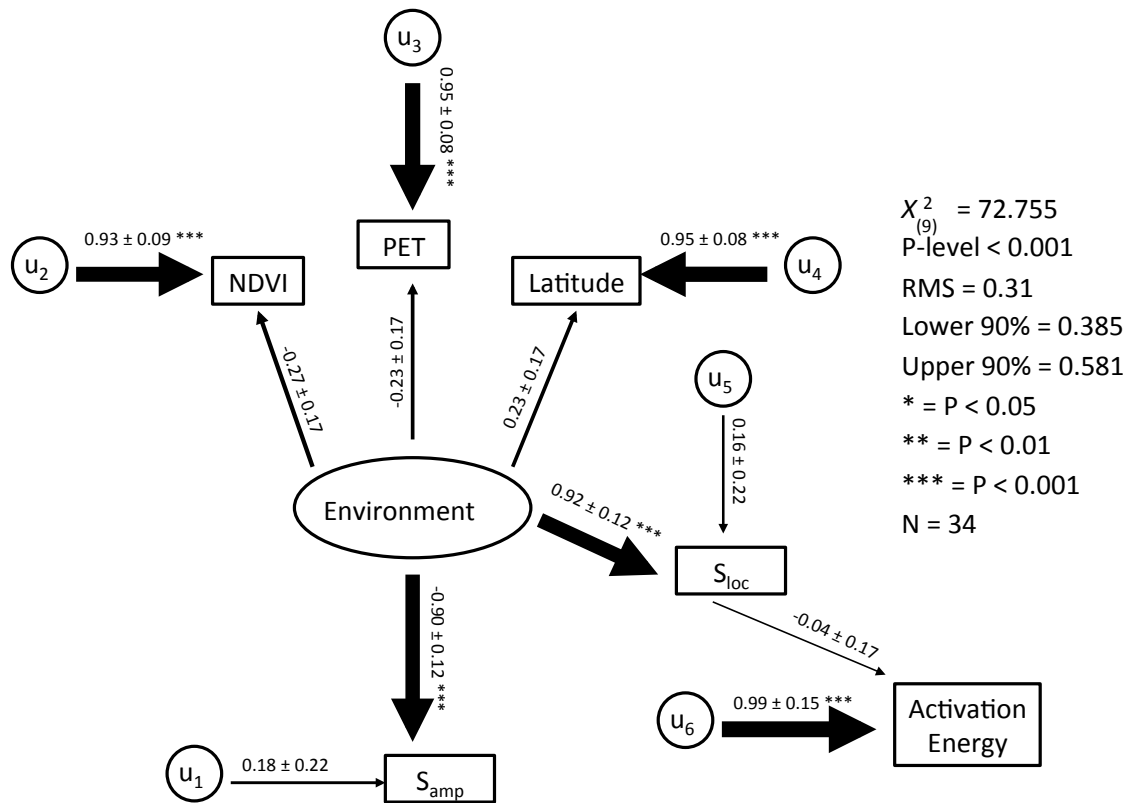 u3
0.95 ± 0.08 ***
PET
0.93 ± 0.09 ***
u2
NDVI
Latitude
0.95 ± 0.08 ***
u4
-0.27 ± 0.17
-0.23 ± 0.17
0.23 ± 0.17
u5
0.16 ± 0.22
Environment
0.92 ± 0.12 ***
Sloc
-0.90 ± 0.12 ***
-0.04 ± 0.17
u6
0.99 ± 0.15 ***
Activation
Energy
u1
0.18 ± 0.22
Samp
X2(9) = 72.755
P-level < 0.001
RMS = 0.31
Lower 90% = 0.385
Upper 90% = 0.581
* = P < 0.05
** = P < 0.01
*** = P < 0.001
N = 34